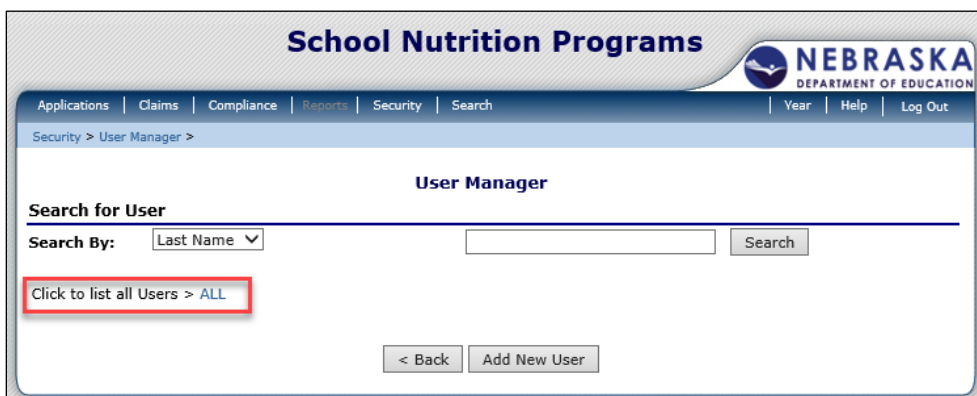 School Nutrition Programs
NEBRASKA
DEPARTMENT OF EDUCATION
Applications | Claims | Compliance | Reports | Security | Search | Year | Help | Log Out
Security > User Manager >
User Manager
Search for User
Search By: Last Name Search
Click to list all Users > ALL
< Back Add New User